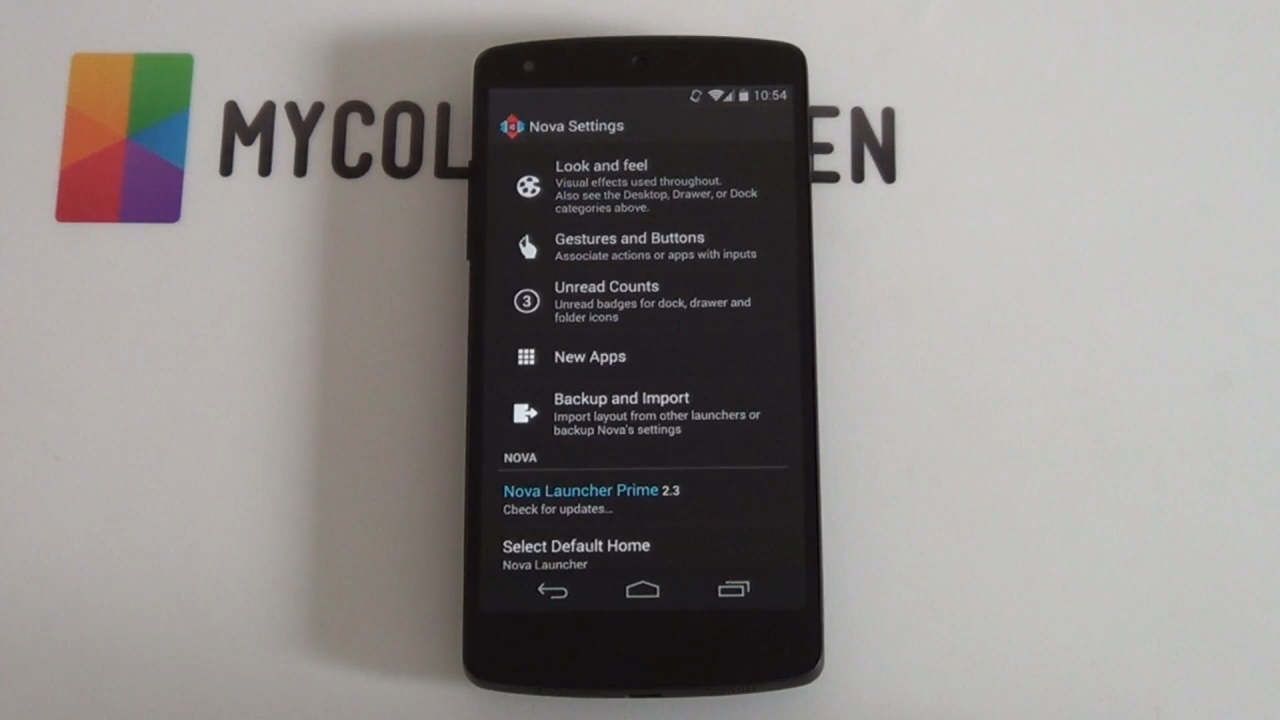 MYCOL EN
10:54
Nova Settings
Look and feel
Visual effects used throughout.
Also see the Desktop, Drawer, or Dock
categories above.
Gestures and Buttons
Associate actions or apps with inputs
3
Unread Counts
Unread badges for dock, drawer and
folder icons
New Apps
Backup and Import
Import layout from other launchers or
backup Nova's settings
NOVA
Nova Launcher Prime 2.3
Check for updates...
Select Default Home
Nova Launcher